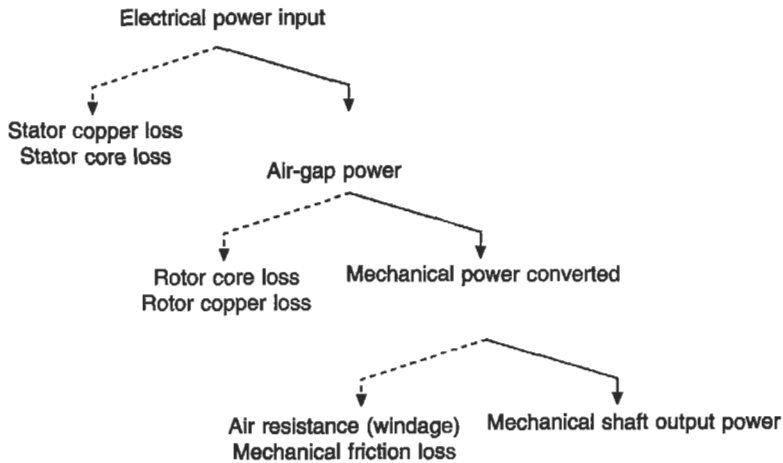 Electrical power input
Stator copper loss
Stator core loss
Air-gap power
Rotor core loss
Rotor copper loss
Mechanical power converted
Air resistance (windage)
Mechanical friction loss
Mechanical shaft output power